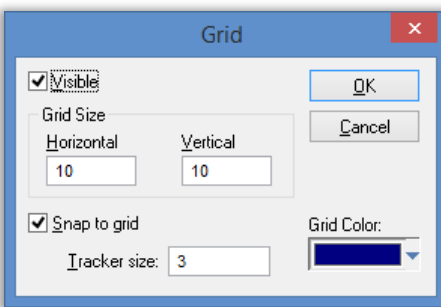 Grid
Visible
OK
Grid Size
Cancel
Horizontal Vertical
10 10
Snap to grid
Grid Color:
Tracker size: 3